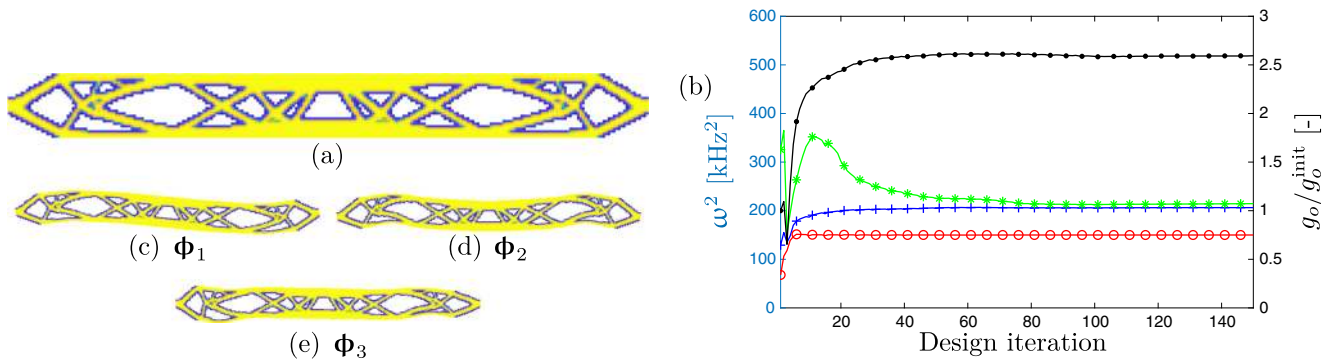 (a)
(c) ϕ₁
(d) ϕ₂
(e) ϕ₃
(b)
ω² [kHz²]
600
500
400
300
200
100
0
20
40
60
80
100
120
140
Design iteration
3
2.5
2
1.5
1
0.5
0
g_o/g_o^init [-]